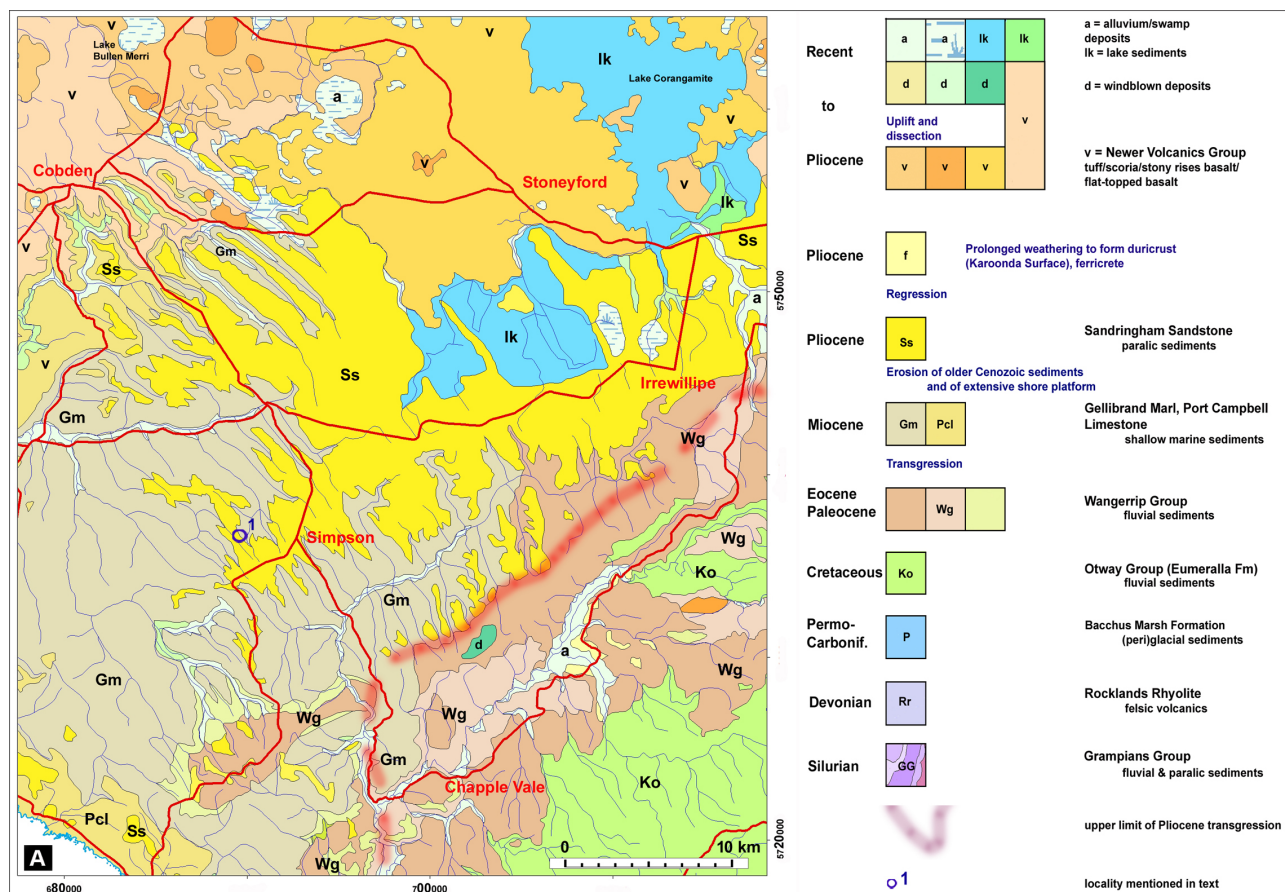 v
v
v
Lake
Bullen Merri
lk
Lake Corangamite
v
a
v
v
v
Cobden
Stoneyford
lk
Ss
Gm
v
Ss
a
5750000
lk
v
Ss
Irrewillipe
Gm
Wg
1
Simpson
Wg
Ko
Gm
d
a
Gm
Wg
Wg
Wg
Gm
Ko
Chapple Vale
Pcl
Ss
Wg
A
0 10 km
5720000
680000
700000
Recent
a
a
lk
lk
a = alluvium/swamp
deposits
lk = lake sediments
to
d
d
d
v
d = windblown deposits
Uplift and
dissection
Pliocene
v
v
v
v = Newer Volcanics Group
tuff/scoria/stony rises basalt/
flat-topped basalt
Pliocene
f
Prolonged weathering to form duricrust
(Karoonda Surface), ferricrete
Regression
Pliocene
Ss
Sandringham Sandstone
paralic sediments
Erosion of older Cenozoic sediments
and of extensive shore platform
Miocene
Gm
Pcl
Gellibrand Marl, Port Campbell
Limestone
shallow marine sediments
Transgression
Eocene
Paleocene
Wg
Wangerrip Group
fluvial sediments
Cretaceous
Ko
Otway Group (Eumeralla Fm)
fluvial sediments
Permo-
Carbonif.
P
Bacchus Marsh Formation
(peri)glacial sediments
Devonian
Rr
Rocklands Rhyolite
felsic volcanics
Silurian
GG
Grampians Group
fluvial & paralic sediments
upper limit of Pliocene transgression
1
locality mentioned in text